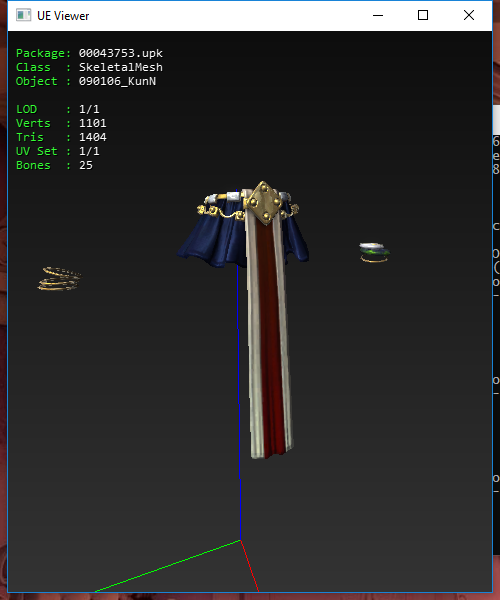 UE Viewer
Package: 00043753.upk
Class : SkeletalMesh
Object : 090106_KunN
LOD : 1/1
Verts : 1101
Tris : 1404
UV Set : 1/1
Bones : 25